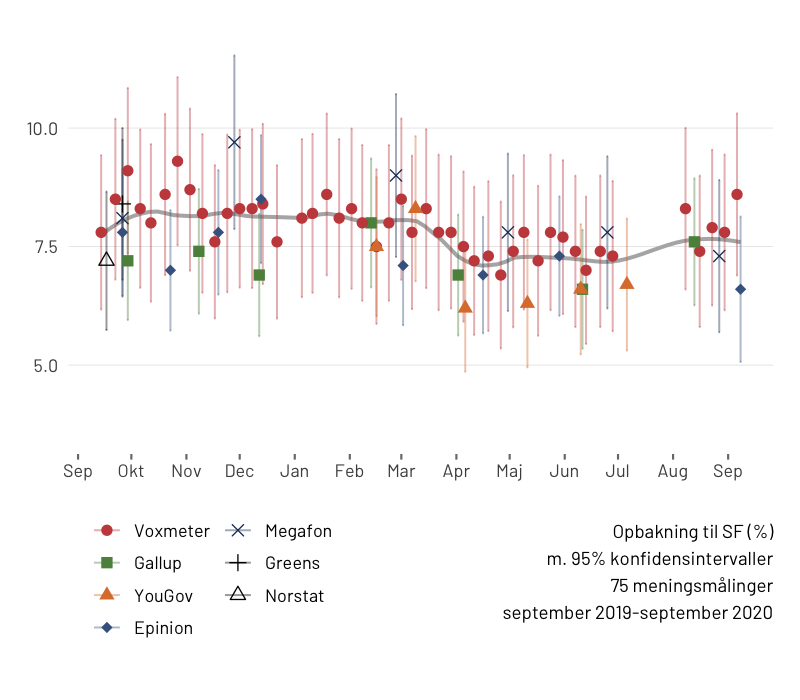 10.0
7.5
5.0
Sep Okt Nov Dec Jan Feb Mar Apr Maj Jun Jul Aug Sep
Voxmeter Megafon
Gallup Greens
YouGov Norstat
Epinion
Opbakning til SF (%)
m. 95% konfidensintervaller
75 meningsmålinger
september 2019-september 2020